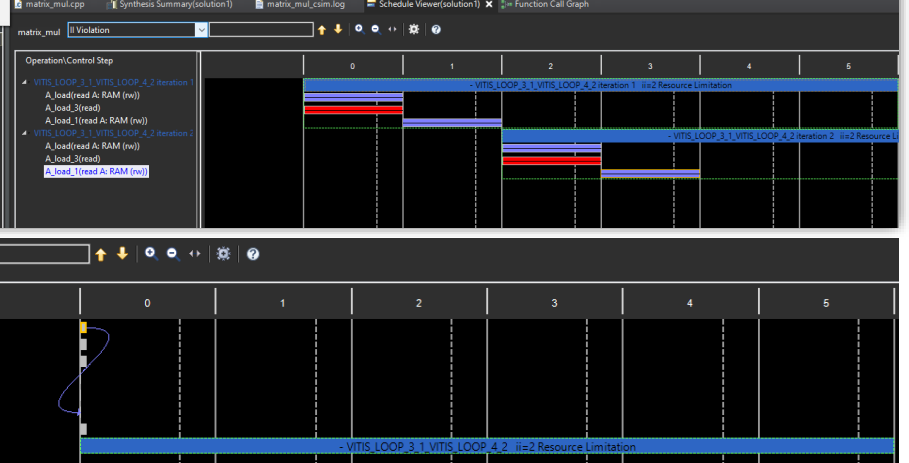 matrix_mul.cpp Synthesis Summary(solution1) matrix_mul_csim.log Schedule Viewer(solution1) Function Call Graph
matrix_mul II Violation
Operation\Control Step 0 1 2 3 4 5
VITIS_LOOP_3_1_VITIS_LOOP_4_2 iteration 1 - VITIS_LOOP_3_1_VITIS_LOOP_4_2 iteration 1 ii=2 Resource Limitation
A_load(read A: RAM (rw))
A_load_3(read)
A_load_1(read A: RAM (rw))
VITIS_LOOP_3_1_VITIS_LOOP_4_2 iteration 2 - VITIS_LOOP_3_1_VITIS_LOOP_4_2 iteration 2 ii=2 Resource L
A_load(read A: RAM (rw))
A_load_3(read)
A_load_1(read A: RAM (rw))
0 1 2 3 4 5
- VITIS_LOOP_3_1_VITIS_LOOP_4_2 ii=2 Resource Limitation